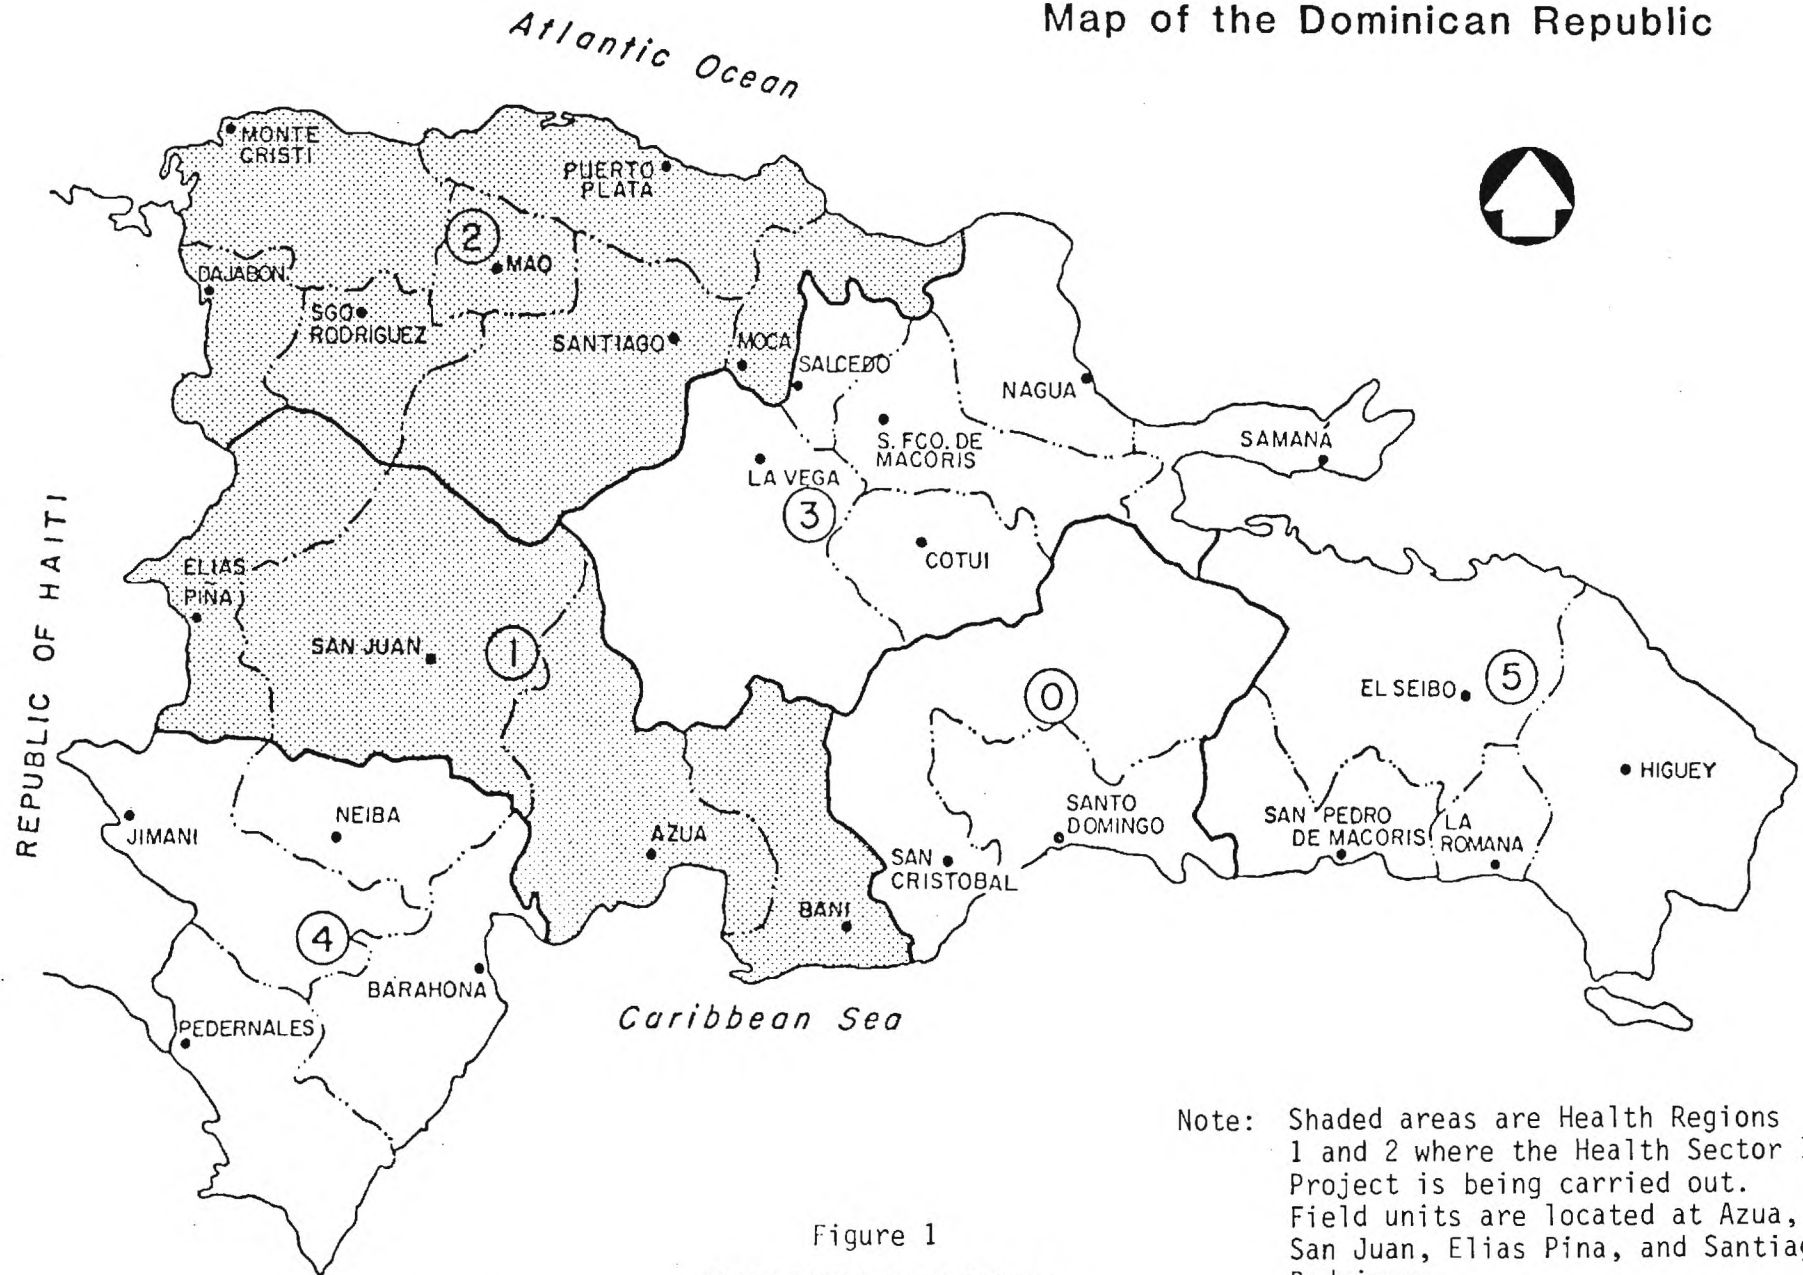 Map of the Dominican Republic
Atlantic Ocean
MONTE
CRISTI
PUERTO
PLATA
2
MAO
DAJABON
SGO
RODRIGUEZ
SANTIAGO
MOCA
SALCEDO
NAGUA
S. FCO. DE
MACORIS
SAMANA
LA VEGA
3
COTUI
REPUBLIC OF HAITI
ELIAS
PIÑA
SAN JUAN
1
0
EL SEIBO
5
HIGUEY
JIMANI
NEIBA
AZUA
SANTO
DOMINGO
SAN PEDRO
DE MACORIS
LA
ROMANA
SAN
CRISTOBAL
BANI
4
BARAHONA
PEDERNALES
Caribbean Sea
Note: Shaded areas are Health Regions
1 and 2 where the Health Sector
Project is being carried out.
Field units are located at Azua,
San Juan, Elias Pina, and
Figure 1